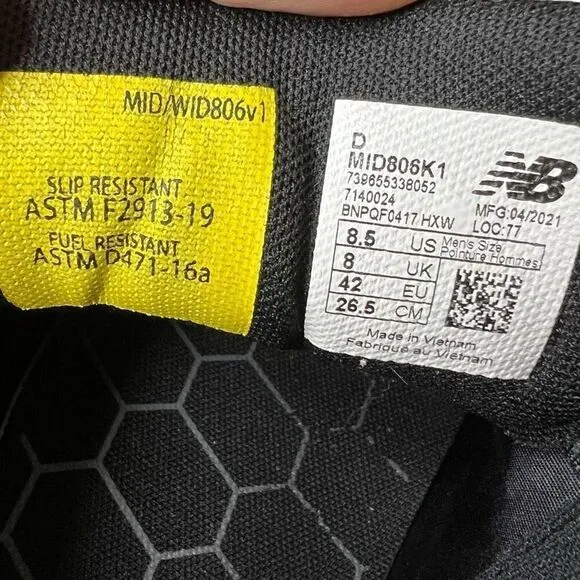 MID/WID806v1
SLIP RESISTANT
ASTM F2913-19
FUEL RESISTANT
ASTM D471-16a
D
MID806K1
739655338052
7140024
BNPQF0417 HXW
NB
MFG:04/2021
LOC:77
8.5 US Men's Size
Pointure Hommes
8 UK
42 EU
26.5 CM
Made in Vietnam
Fabriqué au Vietnam